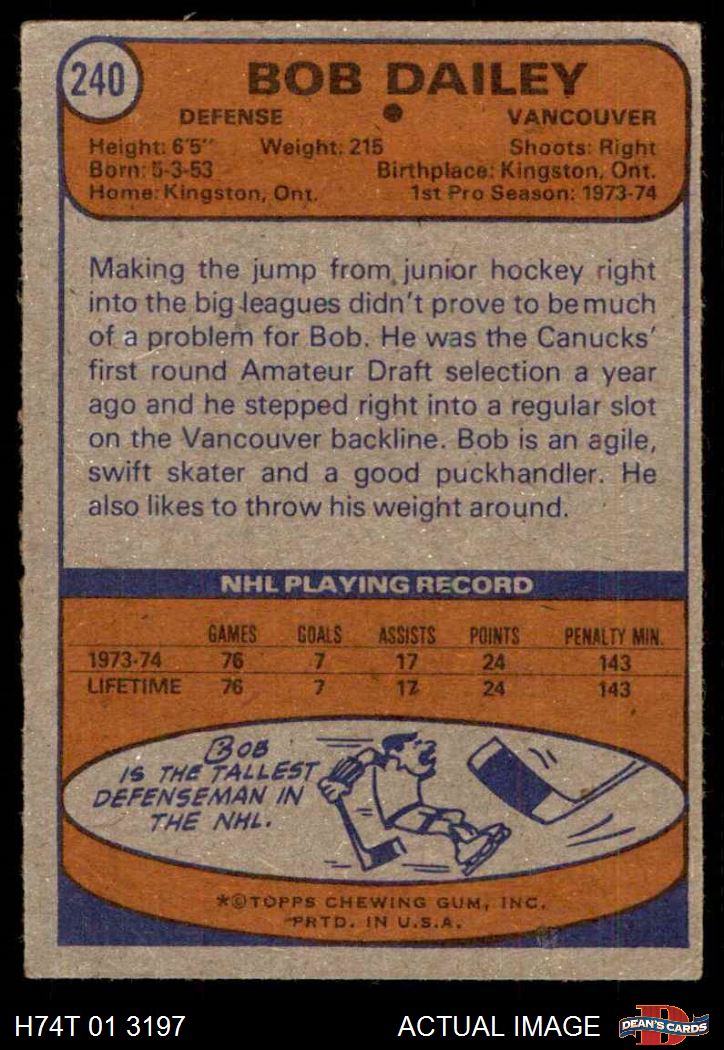 240
BOB DAILEY
DEFENSE ● VANCOUVER
Height: 6'5" Weight: 215 Shoots: Right
Born: 5-3-53 Birthplace: Kingston, Ont.
Home: Kingston, Ont. 1st Pro Season: 1973-74
Making the jump from junior hockey right
into the big leagues didn't prove to be much
of a problem for Bob. He was the Canucks'
first round Amateur Draft selection a year
ago and he stepped right into a regular slot
on the Vancouver backline. Bob is an agile,
swift skater and a good puckhandler. He
also likes to throw his weight around.
NHL PLAYING RECORD
GAMES GOALS ASSISTS POINTS PENALTY MIN.
1973-74 76 7 17 24 143
LIFETIME 76 7 17 24 143
BOB
IS THE TALLEST
DEFENSEMAN IN
THE NHL.
*©TOPPS CHEWING GUM, INC.
PRTD. IN U.S.A.
H74T 01 3197 ACTUAL IMAGE
D
DEAN'S CARDS